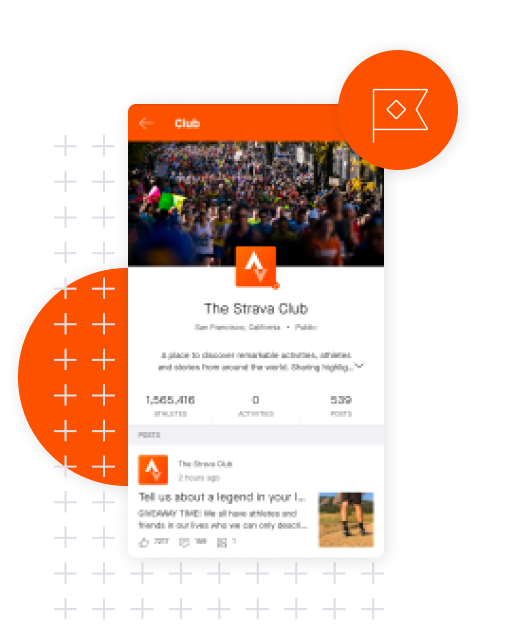 Club
The Strava Club
San Francisco, California • Public
A place to discover remarkable activities, athletes
and stories from around the world. Sharing highlig...
1,565,416 0 539
ATHLETES ACTIVITIES POSTS
POSTS
The Strava Club
2 hours ago
Tell us about a legend in your l...
GIVEAWAY TIME! We all have athletes and
friends in our lives who we can only descri...
1